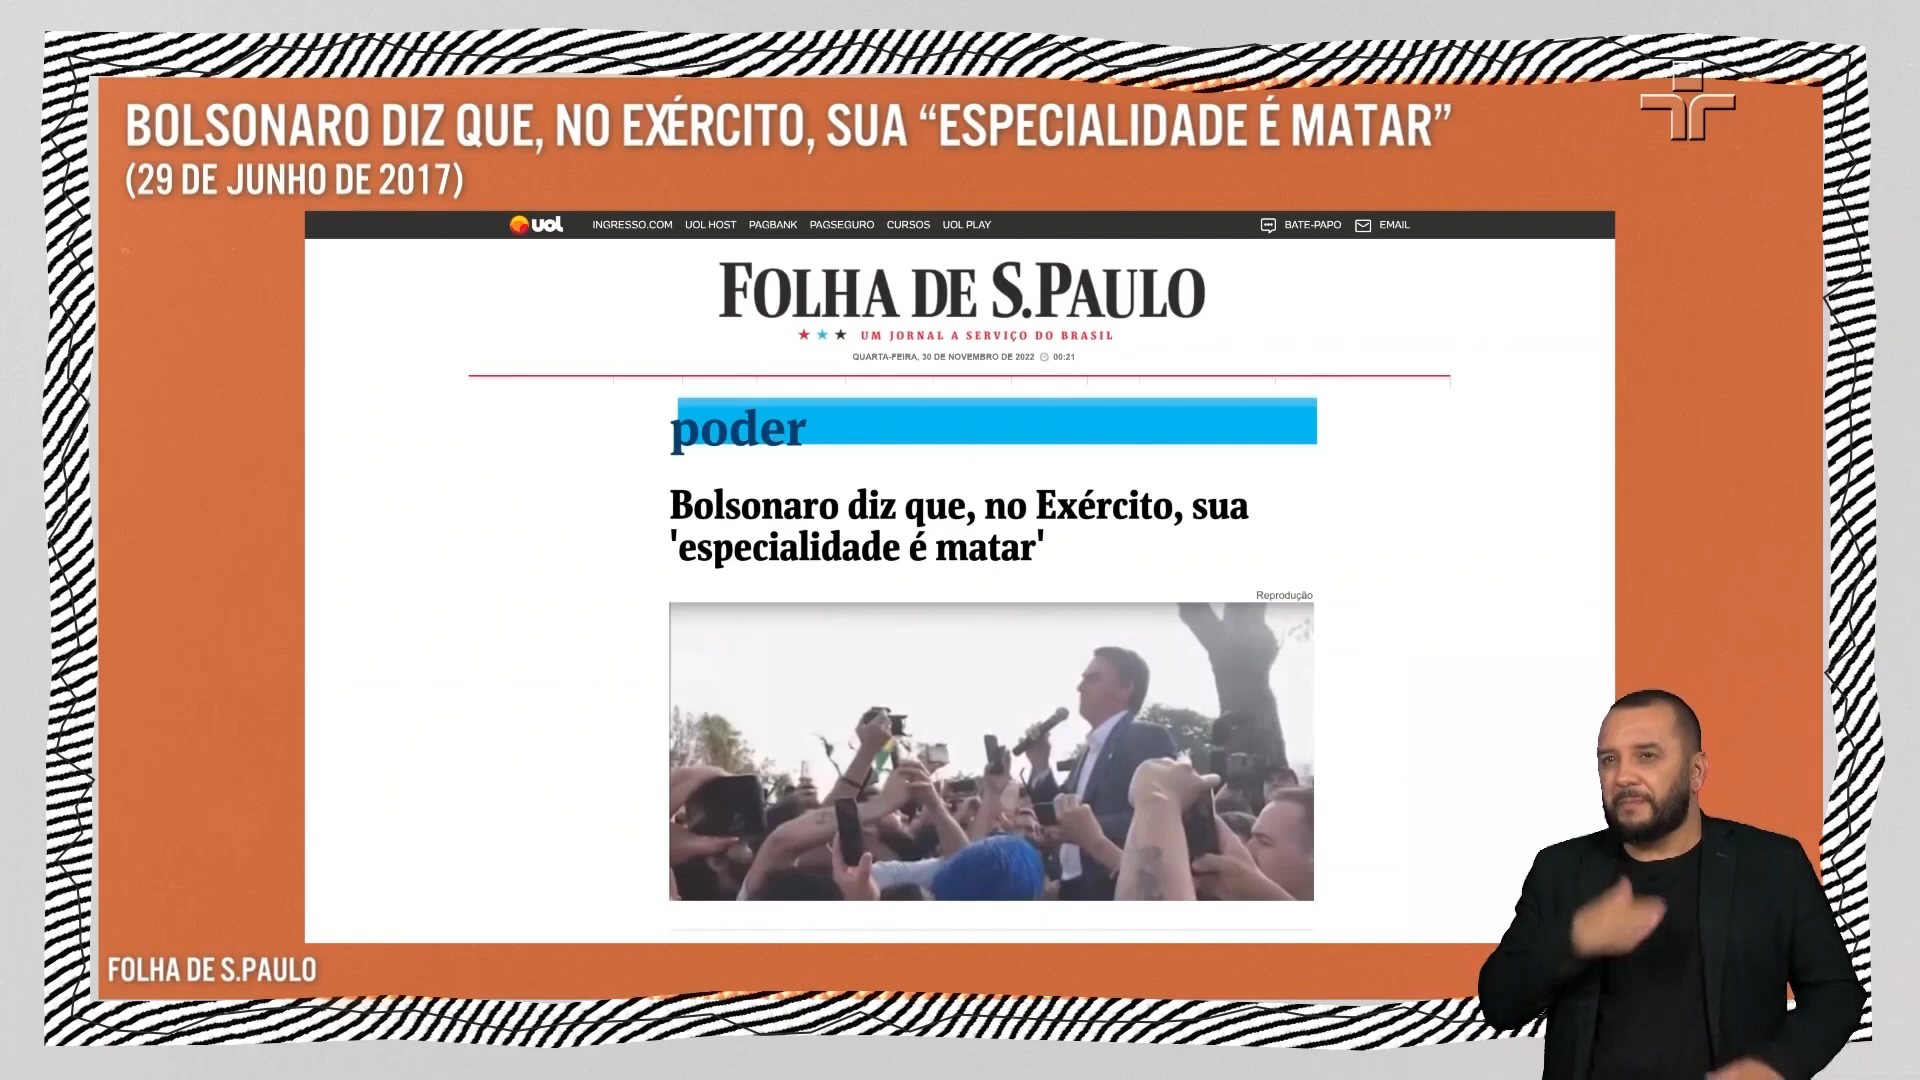 BOLSONARO DIZ QUE, NO EXÉRCITO, SUA “ESPECIALIDADE É MATAR”
(29 DE JUNHO DE 2017)
uol INGRESSO.COM UOL HOST PAGBANK PAGSEGURO CURSOS UOL PLAY BATE-PAPO EMAIL
FOLHA DE S.PAULO
UM JORNAL A SERVIÇO DO BRASIL
QUARTA-FEIRA, 30 DE NOVEMBRO DE 2022 00:21
poder
Bolsonaro diz que, no Exército, sua
'especialidade é matar'
Reprodução
FOLHA DE S.PAULO